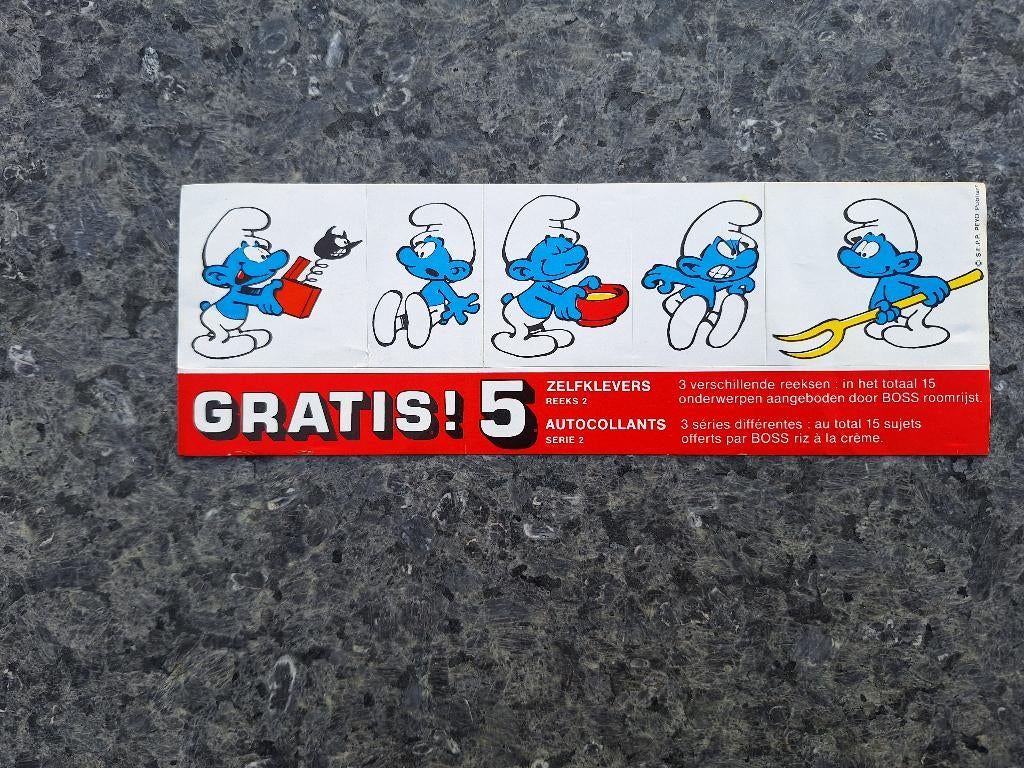 © S.E.P.P. PEYO
GRATIS! 5
ZELFKLEVERS
REEKS 2
3 verschillende reeksen : in het totaal 15
onderwerpen aangeboden door BOSS roomrijst.
AUTOCOLLANTS
SERIE 2
3 séries différentes : au total 15 sujets
offerts par BOSS riz à la crème.